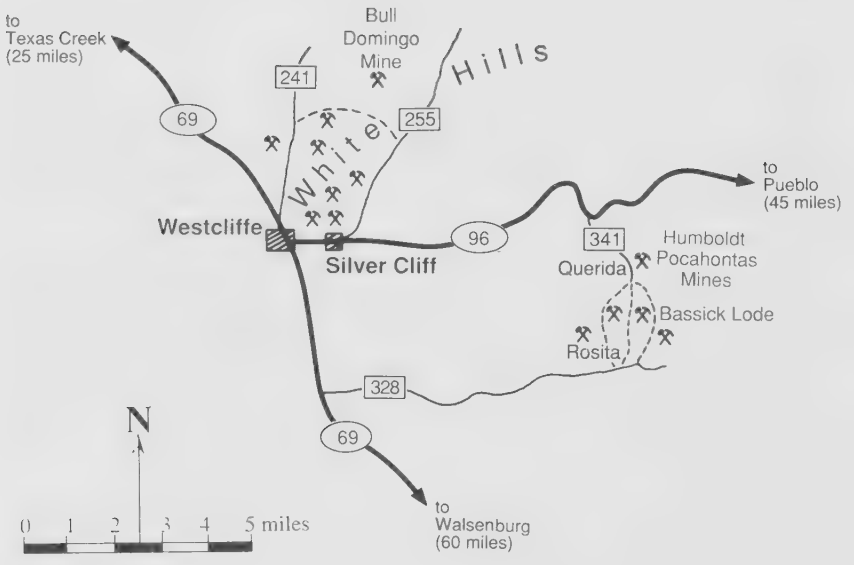 to
Texas Creek
(25 miles)
Bull
Domingo
Mine
Hills
241
69
255
White
to
Pueblo
(45 miles)
Westcliffe
96
341
Humboldt
Pocahontas
Mines
Silver Cliff
Querida
Bassick Lode
Rosita
328
N
69
to
Walsenburg
(60 miles)
0 1 2 3 4 5 miles